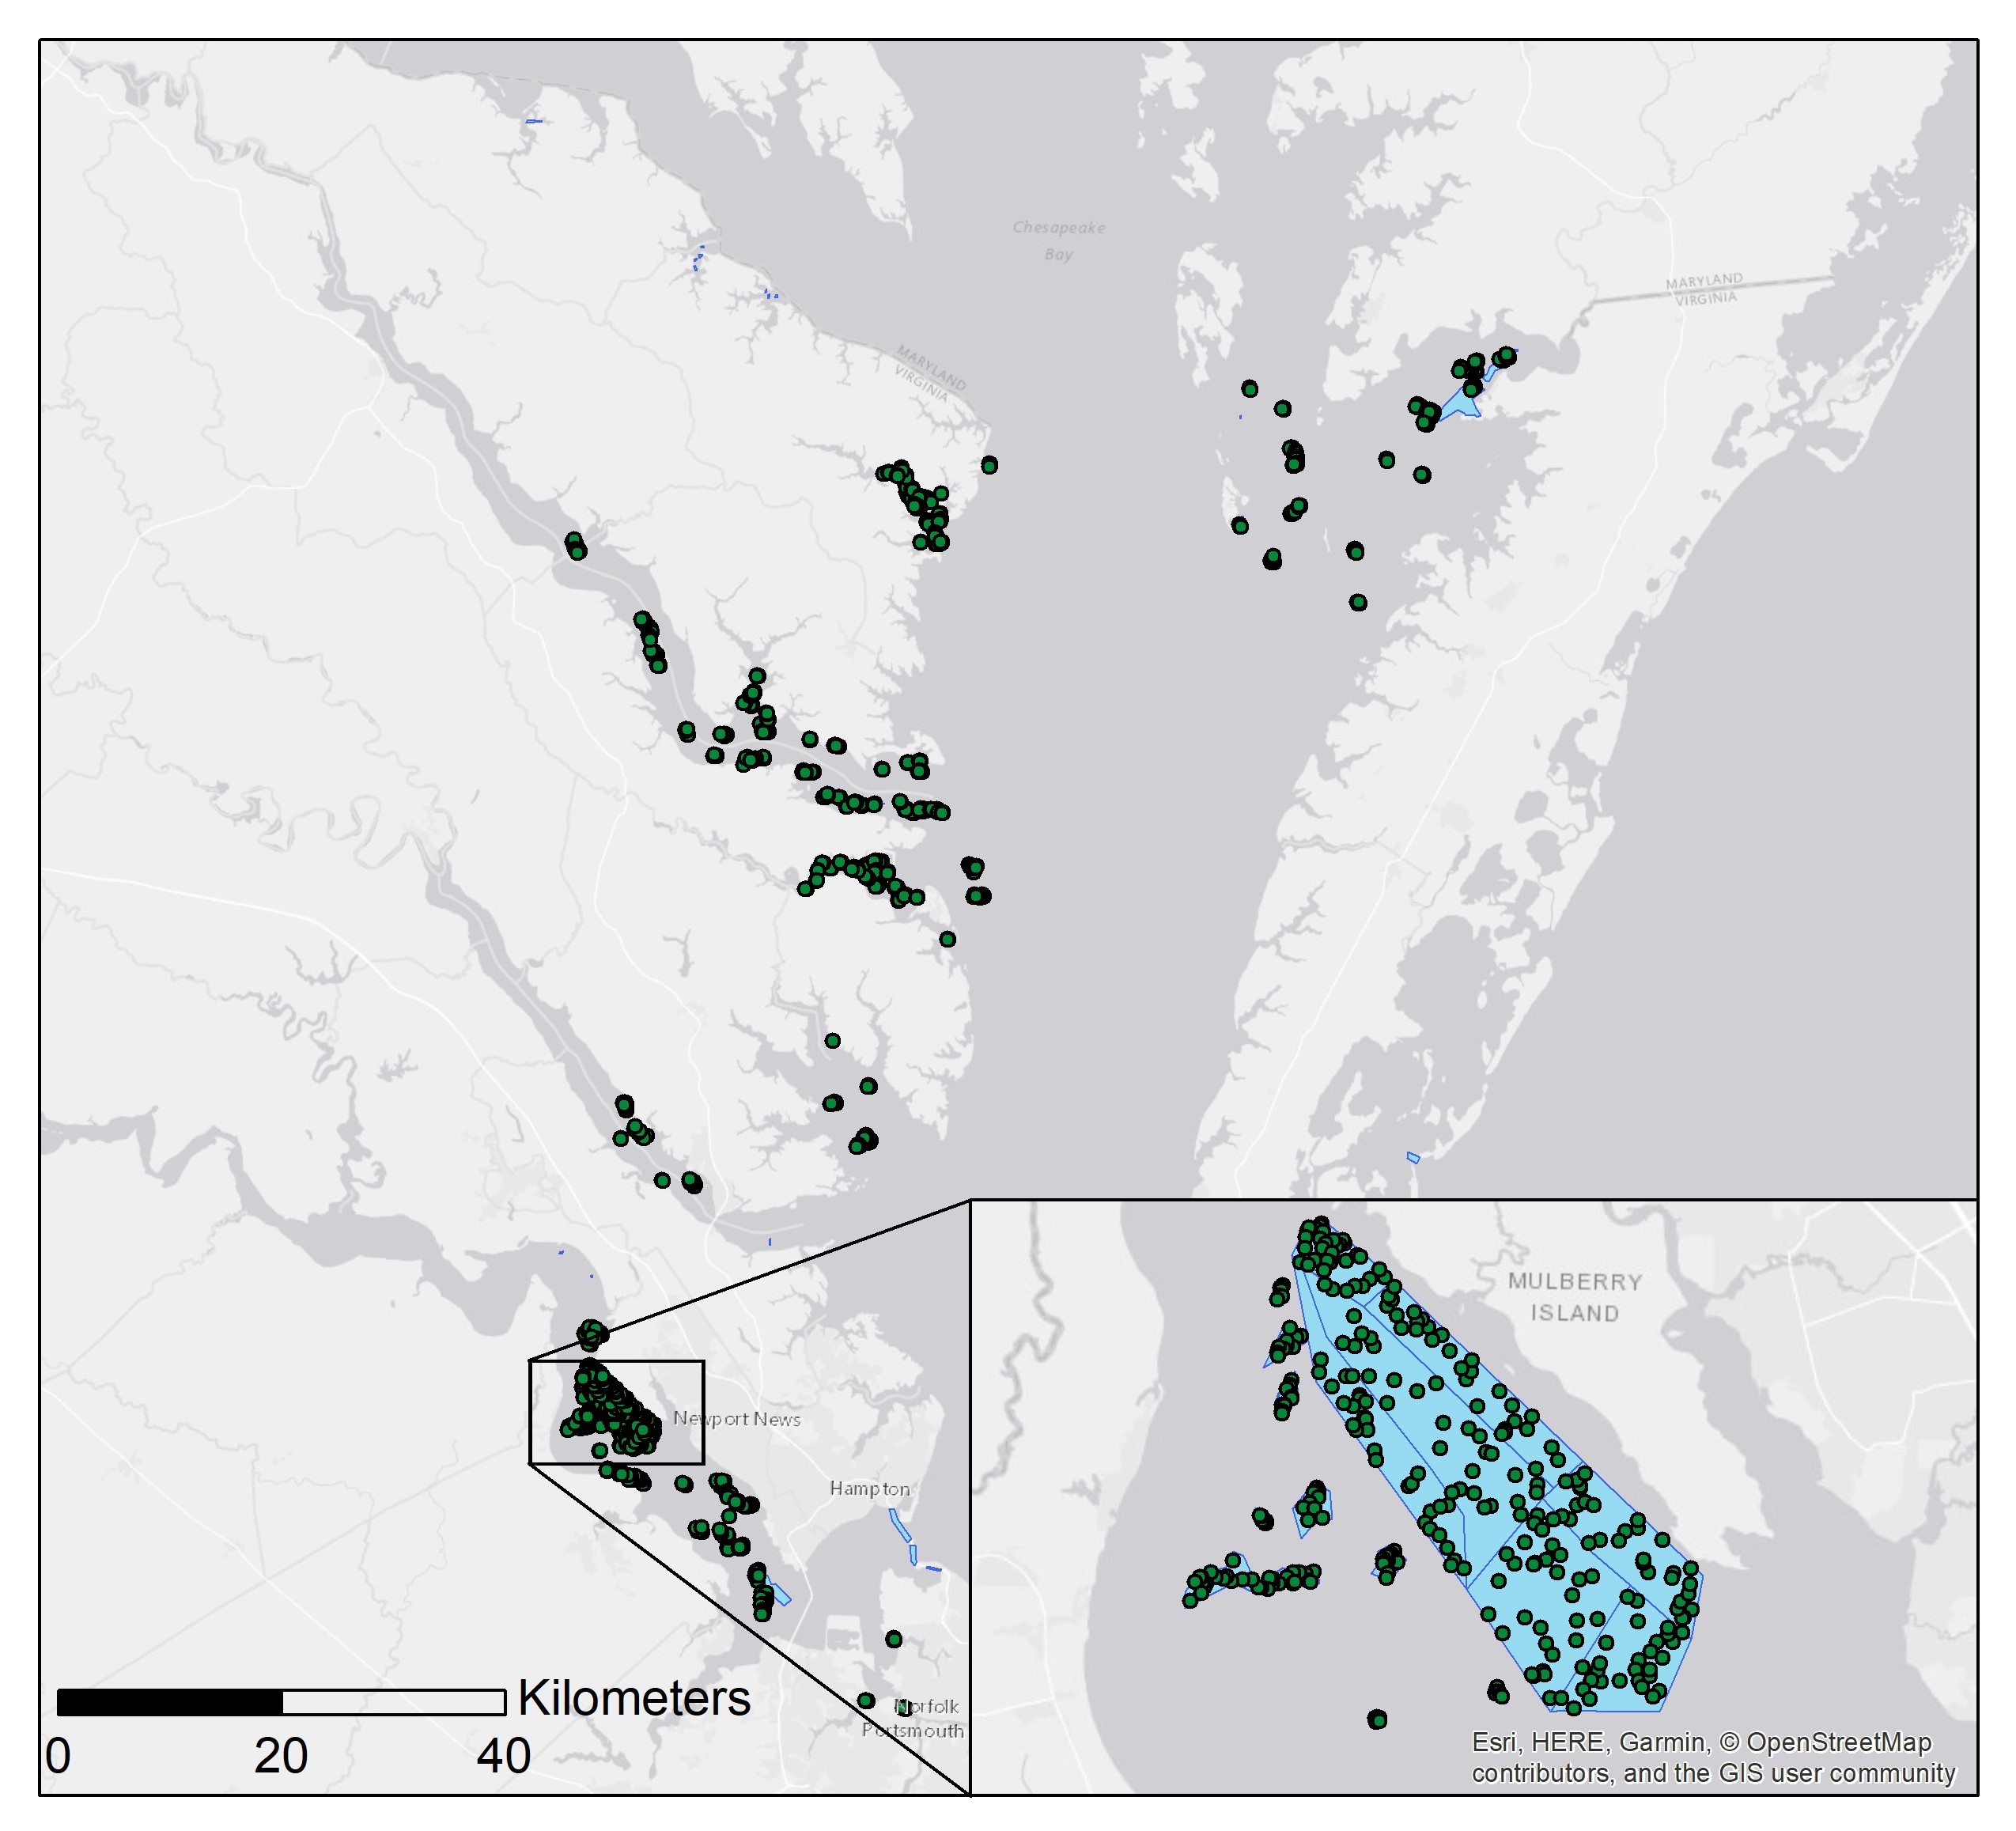 Chesapeake
Bay
MARYLAND
VIRGINIA
MARYLAND
VIRGINIA
Newport News
Hampton
Norfolk
Portsmouth
MULBERRY
ISLAND
Kilometers
0 20 40
Esri, HERE, Garmin, © OpenStreetMap
contributors, and the GIS user community